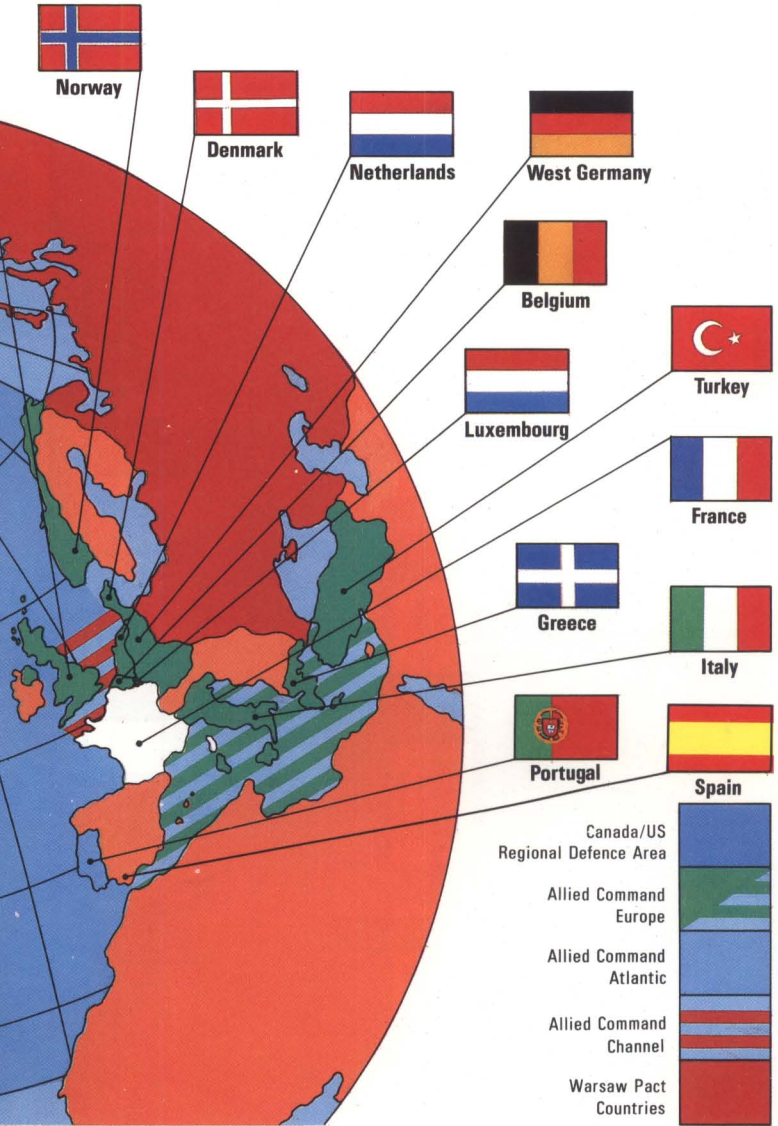 Norway
Denmark
Netherlands
West Germany
Belgium
Turkey
Luxembourg
France
Greece
Italy
Portugal
Spain
Canada/US
Regional Defence Area
Allied Command
Europe
Allied Command
Atlantic
Allied Command
Channel
Warsaw Pact
Countries